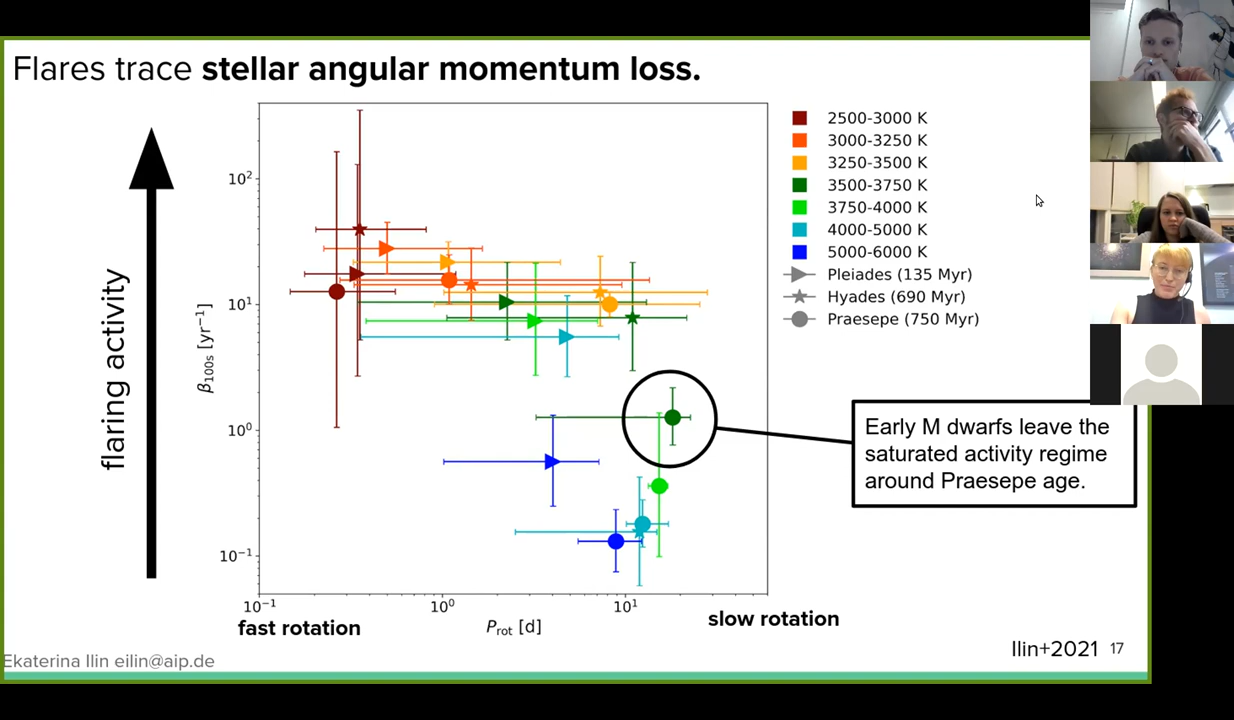 Flares trace stellar angular momentum loss.
flaring activity
β100s [yr⁻¹]
10²
10¹
10⁰
10⁻¹
10⁻¹
10⁰
10¹
Prot [d]
fast rotation
slow rotation
2500-3000 K
3000-3250 K
3250-3500 K
3500-3750 K
3750-4000 K
4000-5000 K
5000-6000 K
Pleiades (135 Myr)
Hyades (690 Myr)
Praesepe (750 Myr)
Early M dwarfs leave the
saturated activity regime
around Praesepe age.
Ilin+2021 17
Ekaterina Ilin eilin@aip.de